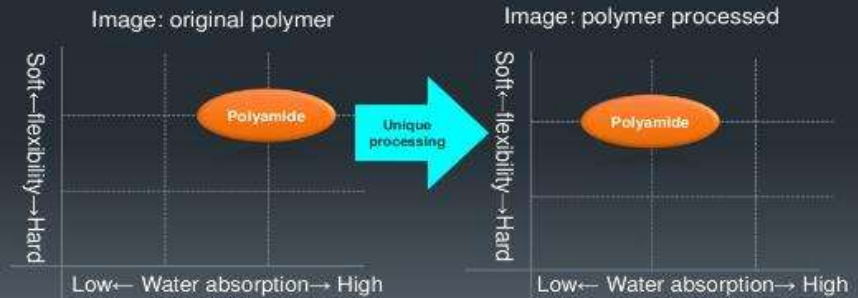 Image: original polymer
Soft←flexibility→Hard
Polyamide
Low← Water absorption→ High
Unique
processing
Image: polymer processed
Soft←flexibility→Hard
Polyamide
Low← Water absorption→ High